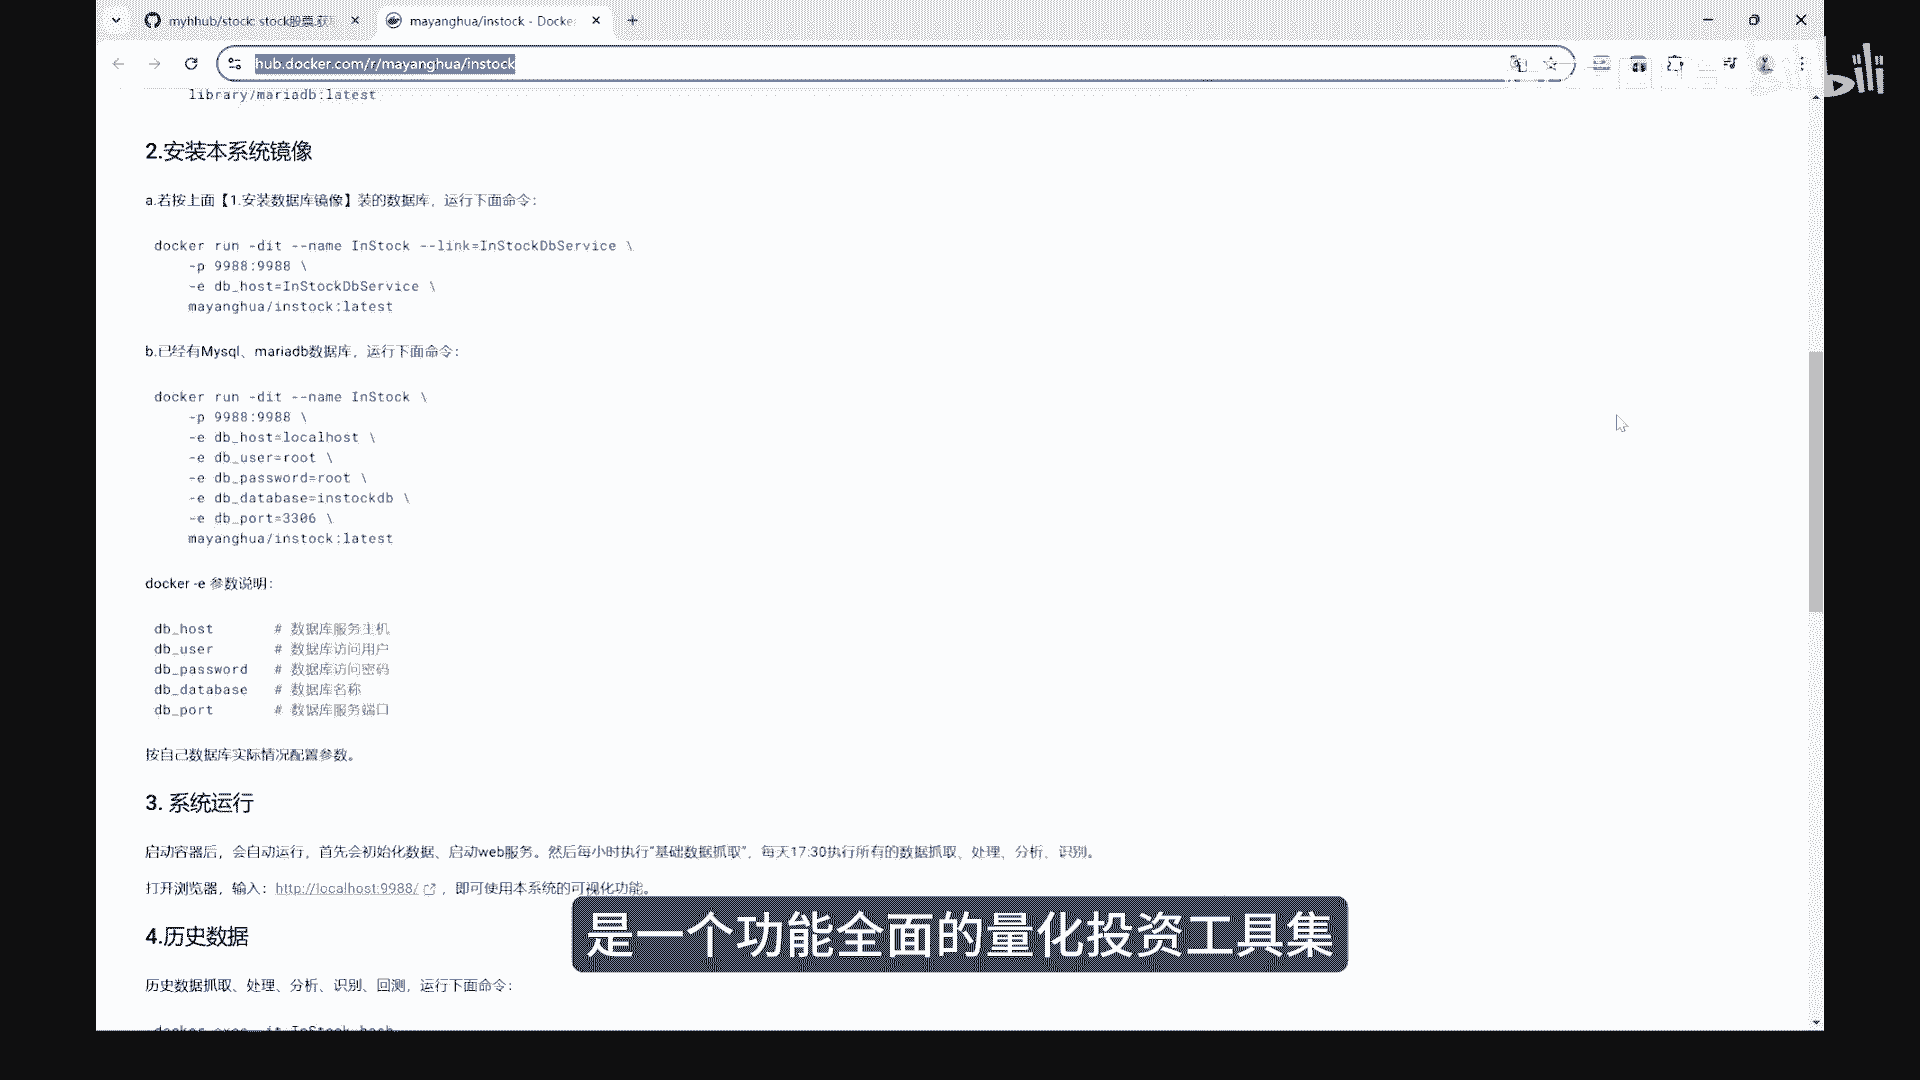 myhhub/stock: stock股票.获
mayanghua/instock - Docke
hub.docker.com/r/mayanghua/instock
bilibili
library/mariadb:latest
2.安装本系统镜像
a.若按上面【1.安装数据库镜像】装的数据库，运行下面命令：
docker run -dit --name InStock --link=InStockDbService \
-p 9988:9988 \
-e db_host=InStockDbService \
mayanghua/instock:latest
b.已经有Mysql、mariadb数据库，运行下面命令：
docker run -dit --name InStock \
-p 9988:9988 \
-e db_host=localhost \
-e db_user=root \
-e db_password=root \
-e db_database=instockdb \
-e db_port=3306 \
mayanghua/instock:latest
docker -e 参数说明：
db_host # 数据库服务主机
db_user # 数据库访问用户
db_password # 数据库访问密码
db_database # 数据库名称
db_port # 数据库服务端口
按自己数据库实际情况配置参数。
3. 系统运行
启动容器后，会自动运行，首先会初始化数据、启动web服务。然后每小时执行“基础数据抓取”，每天17:30执行所有的数据抓取、处理、分析、识别。
打开浏览器，输入：http://localhost:9988/ ，即可使用本系统的可视化功能。
4.历史数据
历史数据抓取、处理、分析、识别、回测，运行下面命令：
docker exec -it InStock bash
是一个功能全面的量化投资工具集